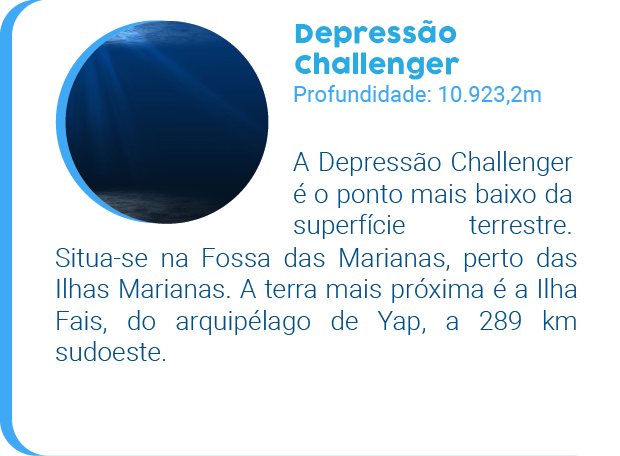 Depressão
Challenger
Profundidade: 10.923,2m
A Depressão Challenger
é o ponto mais baixo da
superfície terrestre.
Situa-se na Fossa das Marianas, perto das
Ilhas Marianas. A terra mais próxima é a Ilha
Fais, do arquipélago de Yap, a 289 km
sudoeste.